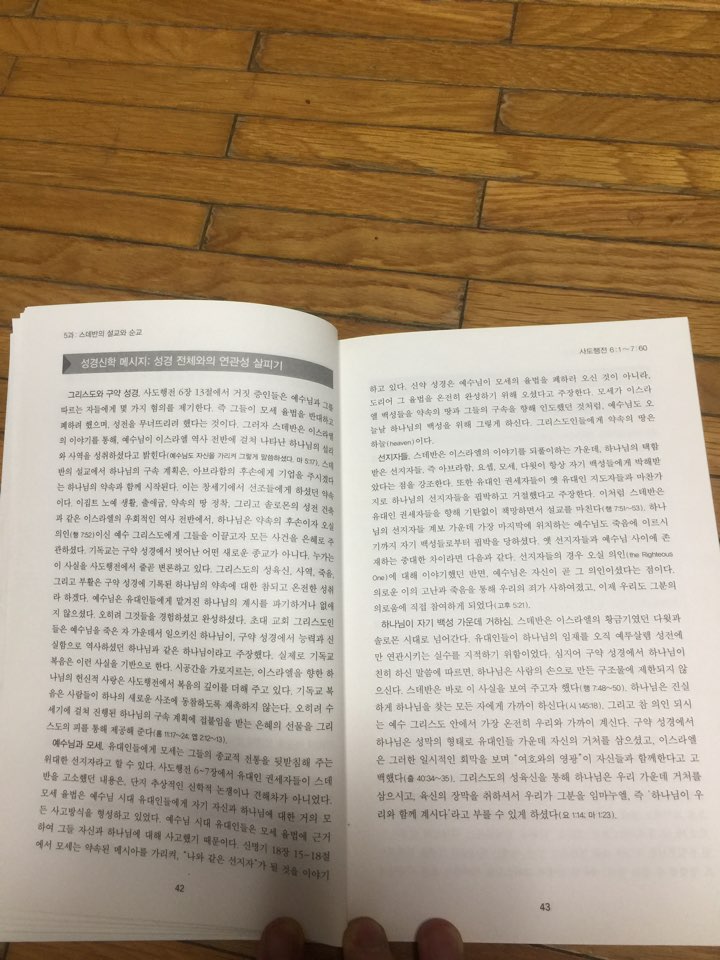 5과: 스데반의 설교와 순교
성경신학 메시지: 성경 전체와의 연관성 살피기
그리스도와 구약 성경. 사도행전 6장 13절에서 거짓 증인들은 예수님과 그를
따르는 자들에게 몇 가지 혐의를 제기한다. 즉 그들이 모세 율법을 반대하고
폐하려 했으며, 성전을 무너뜨리려 했다는 것이다. 그러자 스데반은 이스라엘
의 이야기를 통해, 예수님이 이스라엘 역사 전반에 걸쳐 나타난 하나님의 섭리
와 사역을 성취하셨다고 밝힌다(예수님도 자신을 가리켜 그렇게 말씀하셨다. 마 5:17). 스데
반의 설교에서 하나님의 구속 계획은, 아브라함의 후손에게 기업을 주시겠다
는 하나님의 약속과 함께 시작된다. 이는 창세기에서 선조들에게 하셨던 약속
이다. 이집트 노예 생활, 출애굽, 약속의 땅 정착, 그리고 솔로몬의 성전 건축
과 같은 이스라엘의 우회적인 역사 전반에서, 하나님은 약속의 후손이자 오실
의인(행 7:52)이신 예수 그리스도에게 그들을 이끌고자 모든 사건을 은혜로 주
관하셨다. 기독교는 구약 성경에서 벗어난 어떤 새로운 종교가 아니다. 누가는
이 사실을 사도행전에서 줄곧 변론하고 있다. 그리스도의 성육신, 사역, 죽음,
그리고 부활은 구약 성경에 기록된 하나님의 약속에 대한 참되고 온전한 성취
라 하겠다. 예수님은 유대인들에게 맡겨진 하나님의 계시를 파기하거나 없애
지 않으셨다. 오히려 그것들을 경험하셨고 완성하셨다. 초대 교회 그리스도인
들은 예수님을 죽은 자 가운데서 일으키신 하나님이, 구약 성경에서 능력과 신
실함으로 역사하셨던 하나님과 같은 하나님이라고 주장했다. 실제로 기독교
복음은 이런 사실을 기반으로 한다. 시공간을 가로지르는, 이스라엘을 향한 하
나님의 헌신적 사랑은 사도행전에서 복음의 깊이를 더해 주고 있다. 기독교 복
음은 사람들이 하나의 새로운 사조에 동참하도록 재촉하지 않는다. 오히려 수
세기에 걸쳐 진행된 하나님의 구속 계획에 접붙임을 받는 은혜의 선물을 그리
스도의 피를 통해 제공해 준다(롬 11:17~24, 엡 2:12~13).
예수님과 모세. 유대인들에게 모세는 그들의 종교적 전통을 뒷받침해 주는
위대한 선지자라고 할 수 있다. 사도행전 6~7장에서 유대인 권세자들이 스데
반을 고소했던 내용은, 단지 추상적인 신학적 논쟁이나 견해차가 아니었다.
모세 율법은 예수님 시대 유대인들에게 자기 자신과 하나님에 대한 거의 모
든 사고방식을 형성하고 있었다. 예수님 시대 유대인들은 모세 율법에 근거
하여 그들 자신과 하나님에 대해 사고했기 때문이다. 신명기 18장 15~18절
에서 모세는 약속된 메시아를 가리켜, “나와 같은 선지자”가 될 것을 이야기
42
사도행전 6:1~7:60
하고 있다. 신약 성경은 예수님이 모세의 율법을 폐하라 오신 것이 아니라,
도리어 그 율법을 온전히 완성하기 위해 오셨다고 주장한다. 모세가 이스라
엘 백성들을 약속의 땅과 그들의 구속을 향해 인도했던 것처럼, 예수님도 오
늘날 하나님의 백성을 위해 그렇게 하신다. 그리스도인들에게 약속의 땅은
하늘(heaven)이다.
선지자들. 스데반은 이스라엘의 이야기를 되풀이하는 가운데, 하나님의 택함
받은 선지자들, 즉 아브라함, 요셉, 모세, 다윗이 항상 자기 백성들에게 박해받
았다는 점을 강조한다. 또한 유대인 권세자들이 옛 유대인 지도자들과 마찬가
지로 하나님의 선지자들을 핍박하고 거절했다고 주장한다. 이처럼 스데반은
유대인 권세자들을 향해 기탄없이 책망하면서 설교를 마친다(행 7:51~53). 하나
님의 선지자 계보 가운데 가장 마지막에 위치하는 예수님도 죽음에 이르시
기까지 자기 백성들로부터 핍박을 당하셨다. 옛 선지자들과 예수님 사이에 존
재하는 중대한 차이라면 다음과 같다. 선지자들의 경우 오실 의인(the Righteous
One)에 대해 이야기했던 반면, 예수님은 자신이 곧 그 의인이셨다는 점이다.
의로운 이의 고난과 죽음을 통해 우리의 죄가 사하여졌고, 이제 우리도 그분의
의로움에 직접 참여하게 되었다(고후 5:21).
하나님이 자기 백성 가운데 거하심. 스데반은 이스라엘의 황금기였던 다윗과
솔로몬 시대로 넘어간다. 유대인들이 하나님의 임재를 오직 예루살렘 성전에
만 연관시키는 실수를 지적하기 위함이었다. 심지어 구약 성경에서 하나님이
친히 하신 말씀에 따르면, 하나님은 사람의 손으로 만든 구조물에 제한되지 않
으신다. 스데반은 바로 이 사실을 보여 주고자 했다(행 7:48~50). 하나님은 진실
하게 하나님을 찾는 모든 자에게 가까이 하신다(시 145:18). 그리고 참 의인 되시
는 예수 그리스도 안에서 가장 온전히 우리와 가까이 계신다. 구약 성경에서
하나님은 성막의 형태로 유대인들 가운데 자신의 거처를 삼으셨고, 이스라엘
은 그러한 일시적인 회막을 보며 “여호와의 영광”이 자신들과 함께한다고 고
백했다(출 40:34~35). 그리스도의 성육신을 통해 하나님은 우리 가운데 거처를
삼으시고, 육신의 장막을 취하셔서 우리가 그분을 임마누엘, 즉 ‘하나님이 우
리와 함께 계시다’라고 부를 수 있게 하셨다(요 1:14; 마 1:23).
43